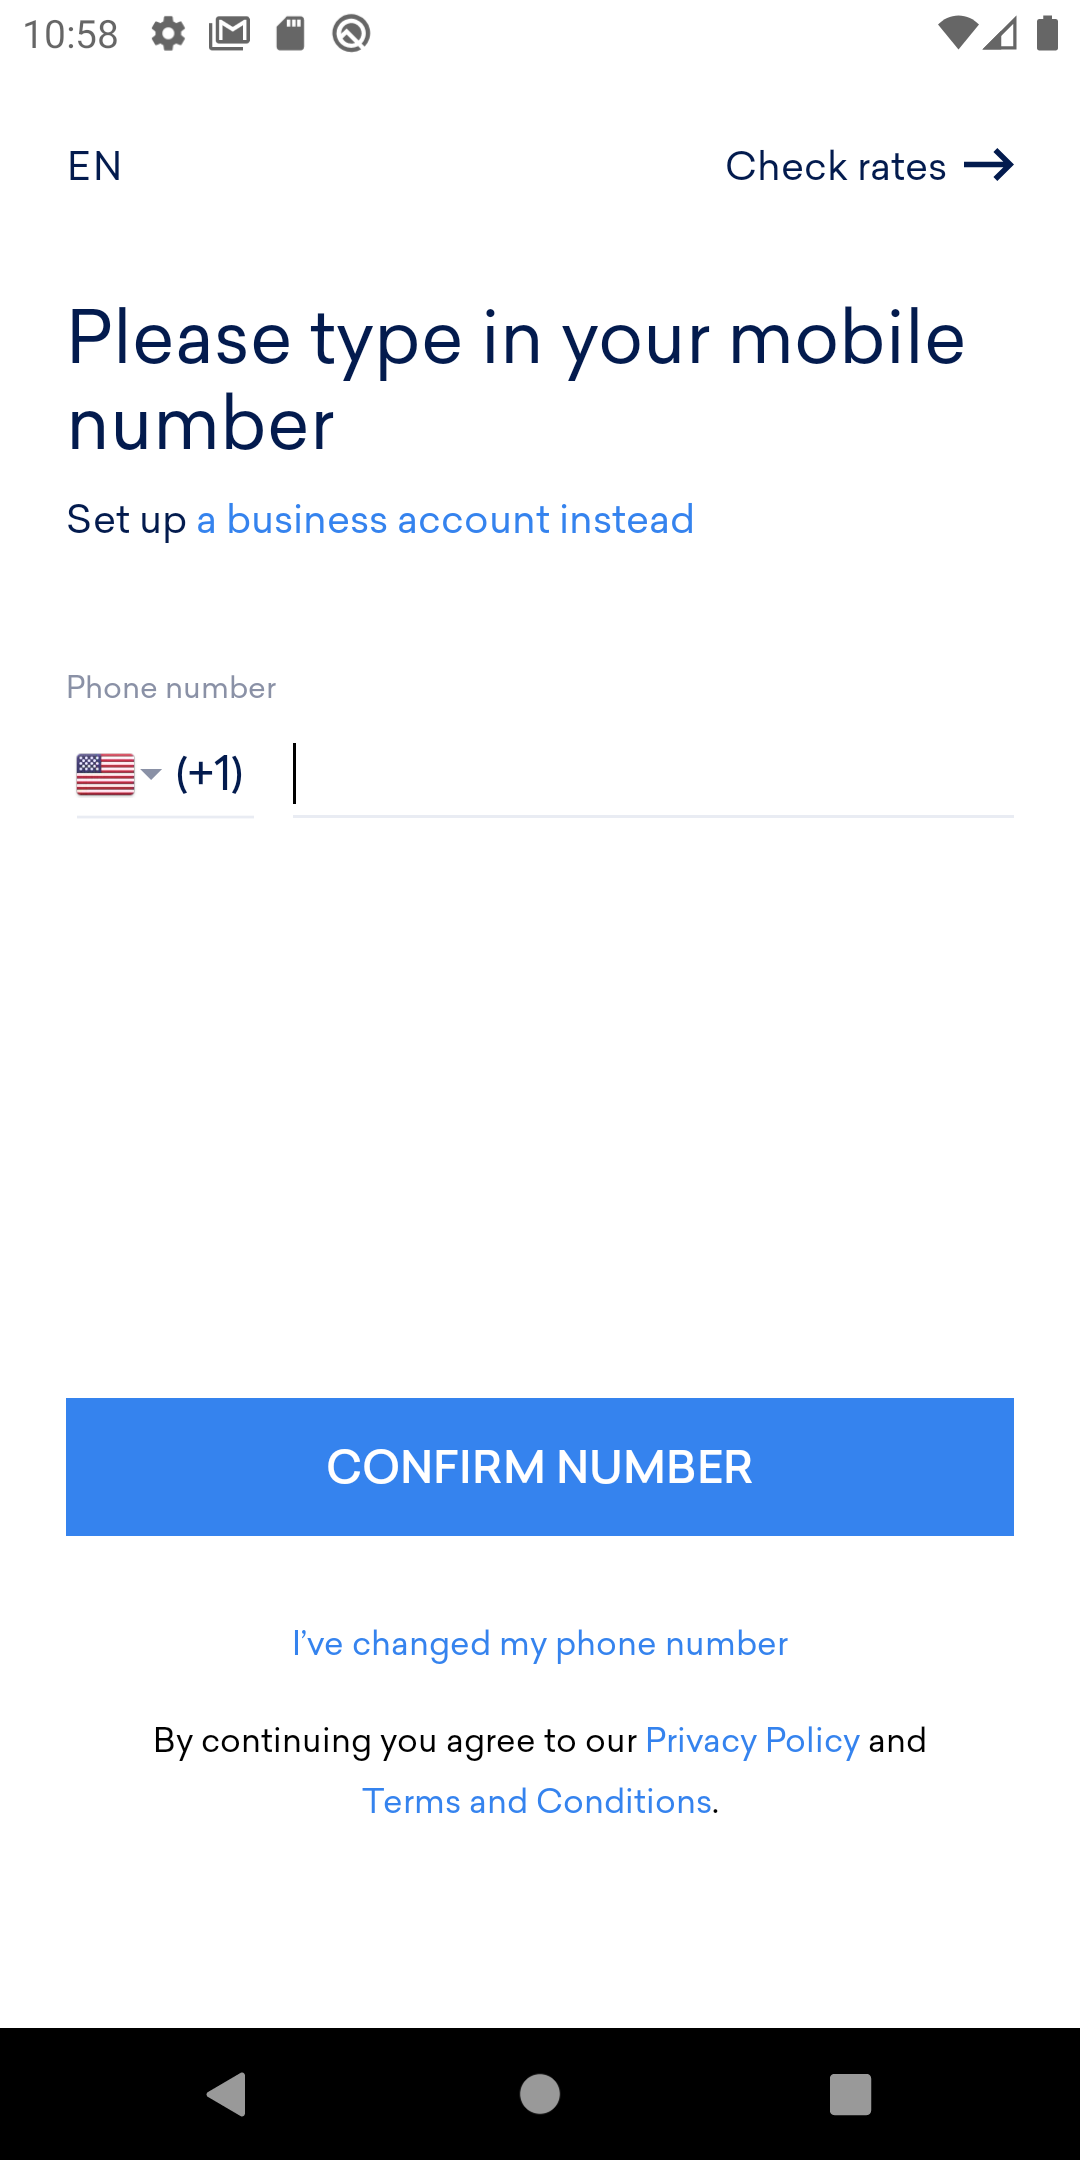 10:58
EN
Check rates
Please type in your mobile
number
Set up a business account instead
Phone number
(+1)
CONFIRM NUMBER
I’ve changed my phone number
By continuing you agree to our Privacy Policy and
Terms and Conditions.